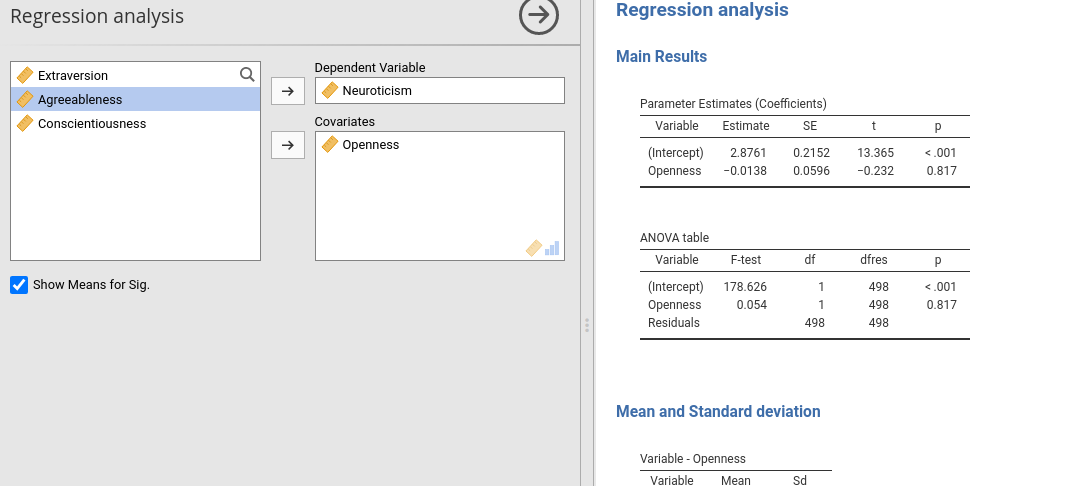 Regression analysis
Extraversion
Agreeableness
Conscientiousness
Dependent Variable
Neuroticism
Covariates
Openness
Show Means for Sig.
Regression analysis
Main Results
Parameter Estimates (Coefficients)
Variable Estimate SE t p
(Intercept) 2.8761 0.2152 13.365 < .001
Openness −0.0138 0.0596 −0.232 0.817
ANOVA table
Variable F-test df dfres p
(Intercept) 178.626 1 498 < .001
Openness 0.054 1 498 0.817
Residuals 498 498
Mean and Standard deviation
Variable - Openness
Variable Mean Sd